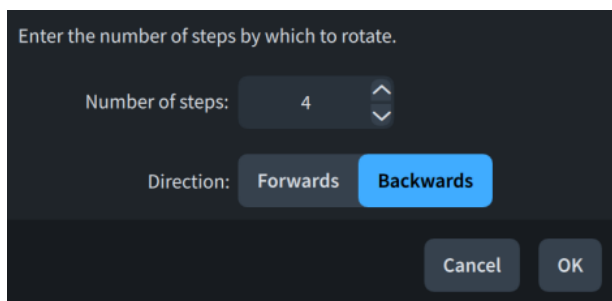 Enter the number of steps by which to rotate.
Number of steps: 4
Direction: Forwards Backwards
Cancel OK